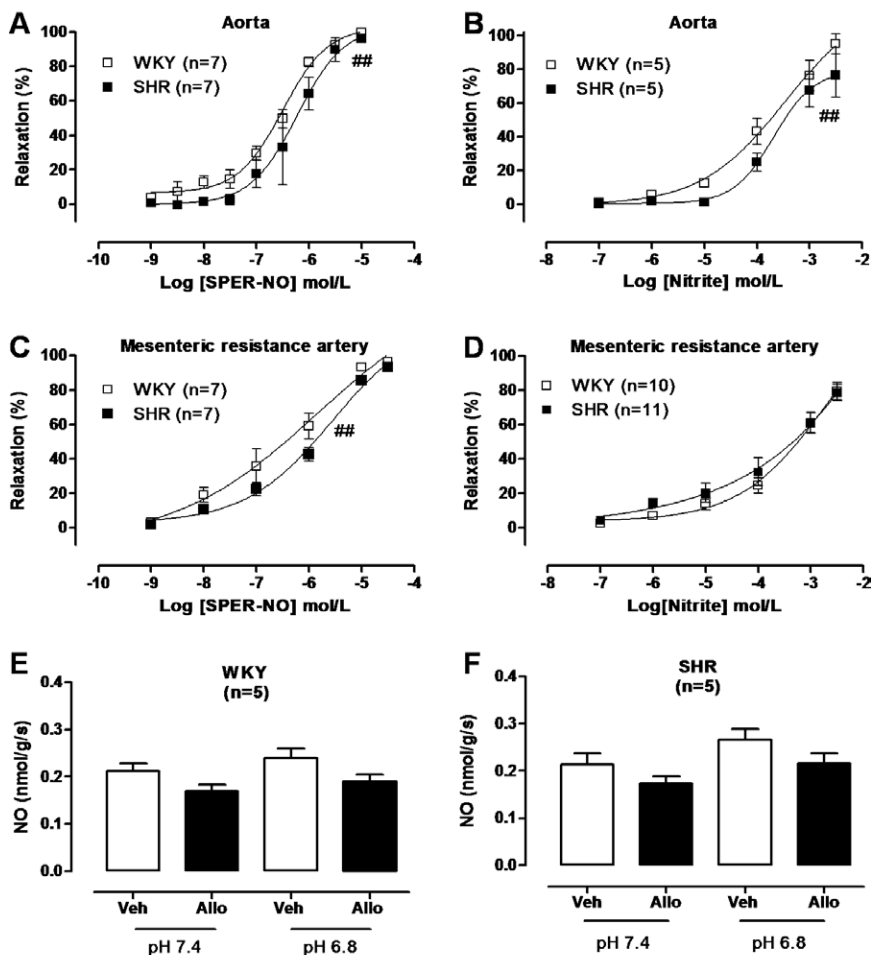 A
Aorta
WKY (n=7)
SHR (n=7)
##
Relaxation (%)
100
80
60
40
20
0
-10 -9 -8 -7 -6 -5 -4
Log [SPER-NO] mol/L
B
Aorta
WKY (n=5)
SHR (n=5)
##
Relaxation (%)
100
80
60
40
20
0
-8 -7 -6 -5 -4 -3 -2
Log [Nitrite] mol/L
C
Mesenteric resistance artery
WKY (n=7)
SHR (n=7)
##
Relaxation (%)
100
80
60
40
20
0
-10 -9 -8 -7 -6 -5 -4
Log [SPER-NO] mol/L
D
Mesenteric resistance artery
WKY (n=10)
SHR (n=11)
Relaxation (%)
100
80
60
40
20
0
-8 -7 -6 -5 -4 -3 -2
Log[Nitrite] mol/L
E
WKY
(n=5)
NO (nmol/g/s)
0.4
0.3
0.2
0.1
0.0
Veh Allo Veh Allo
pH 7.4 pH 6.8
F
SHR
(n=5)
NO (nmol/g/s)
0.4
0.3
0.2
0.1
0.0
Veh Allo Veh Allo
pH 7.4 pH 6.8